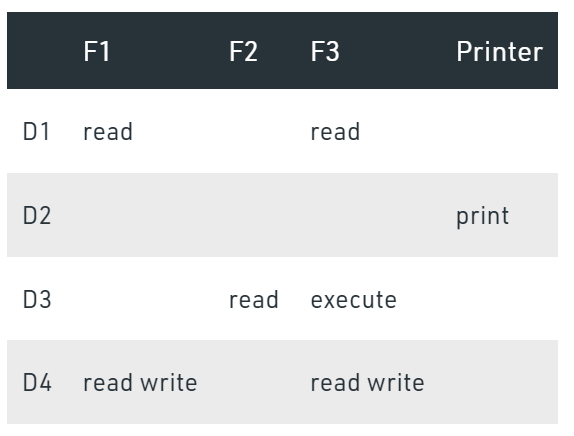 F1 F2 F3 Printer
D1 read read
D2 print
D3 read execute
D4 read write read write